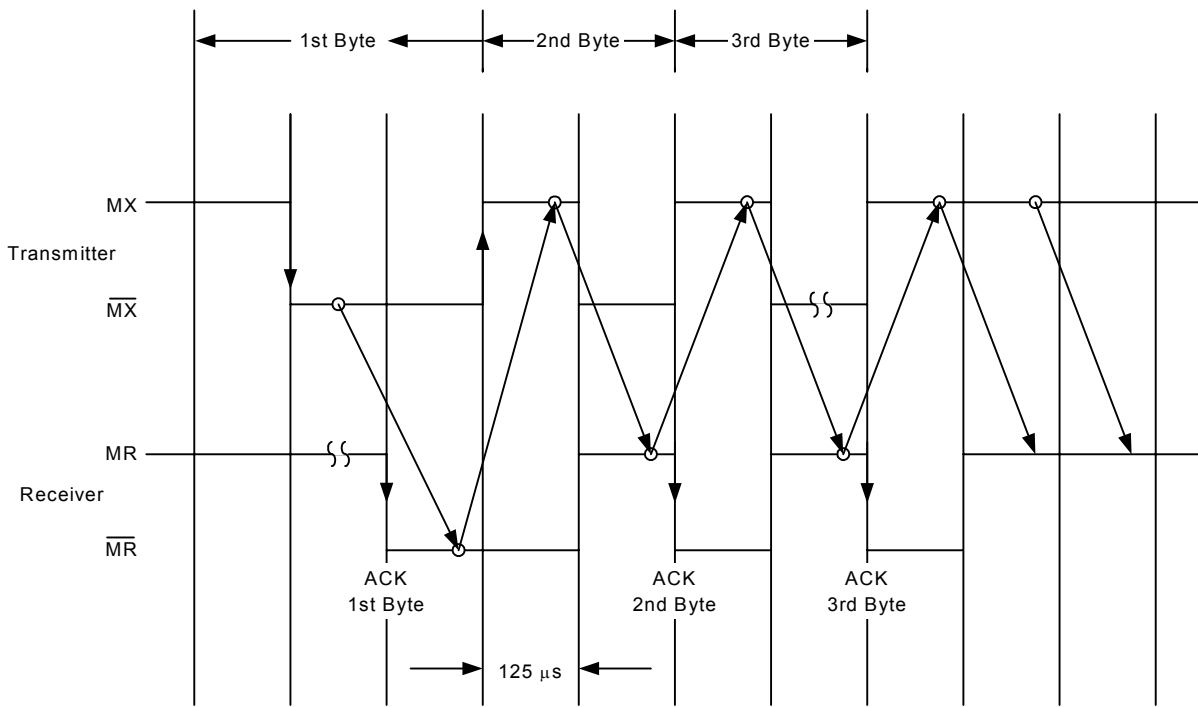 1st Byte
2nd Byte
3rd Byte
MX
Transmitter
MX
MR
Receiver
MR
ACK
1st Byte
ACK
2nd Byte
ACK
3rd Byte
125 μs